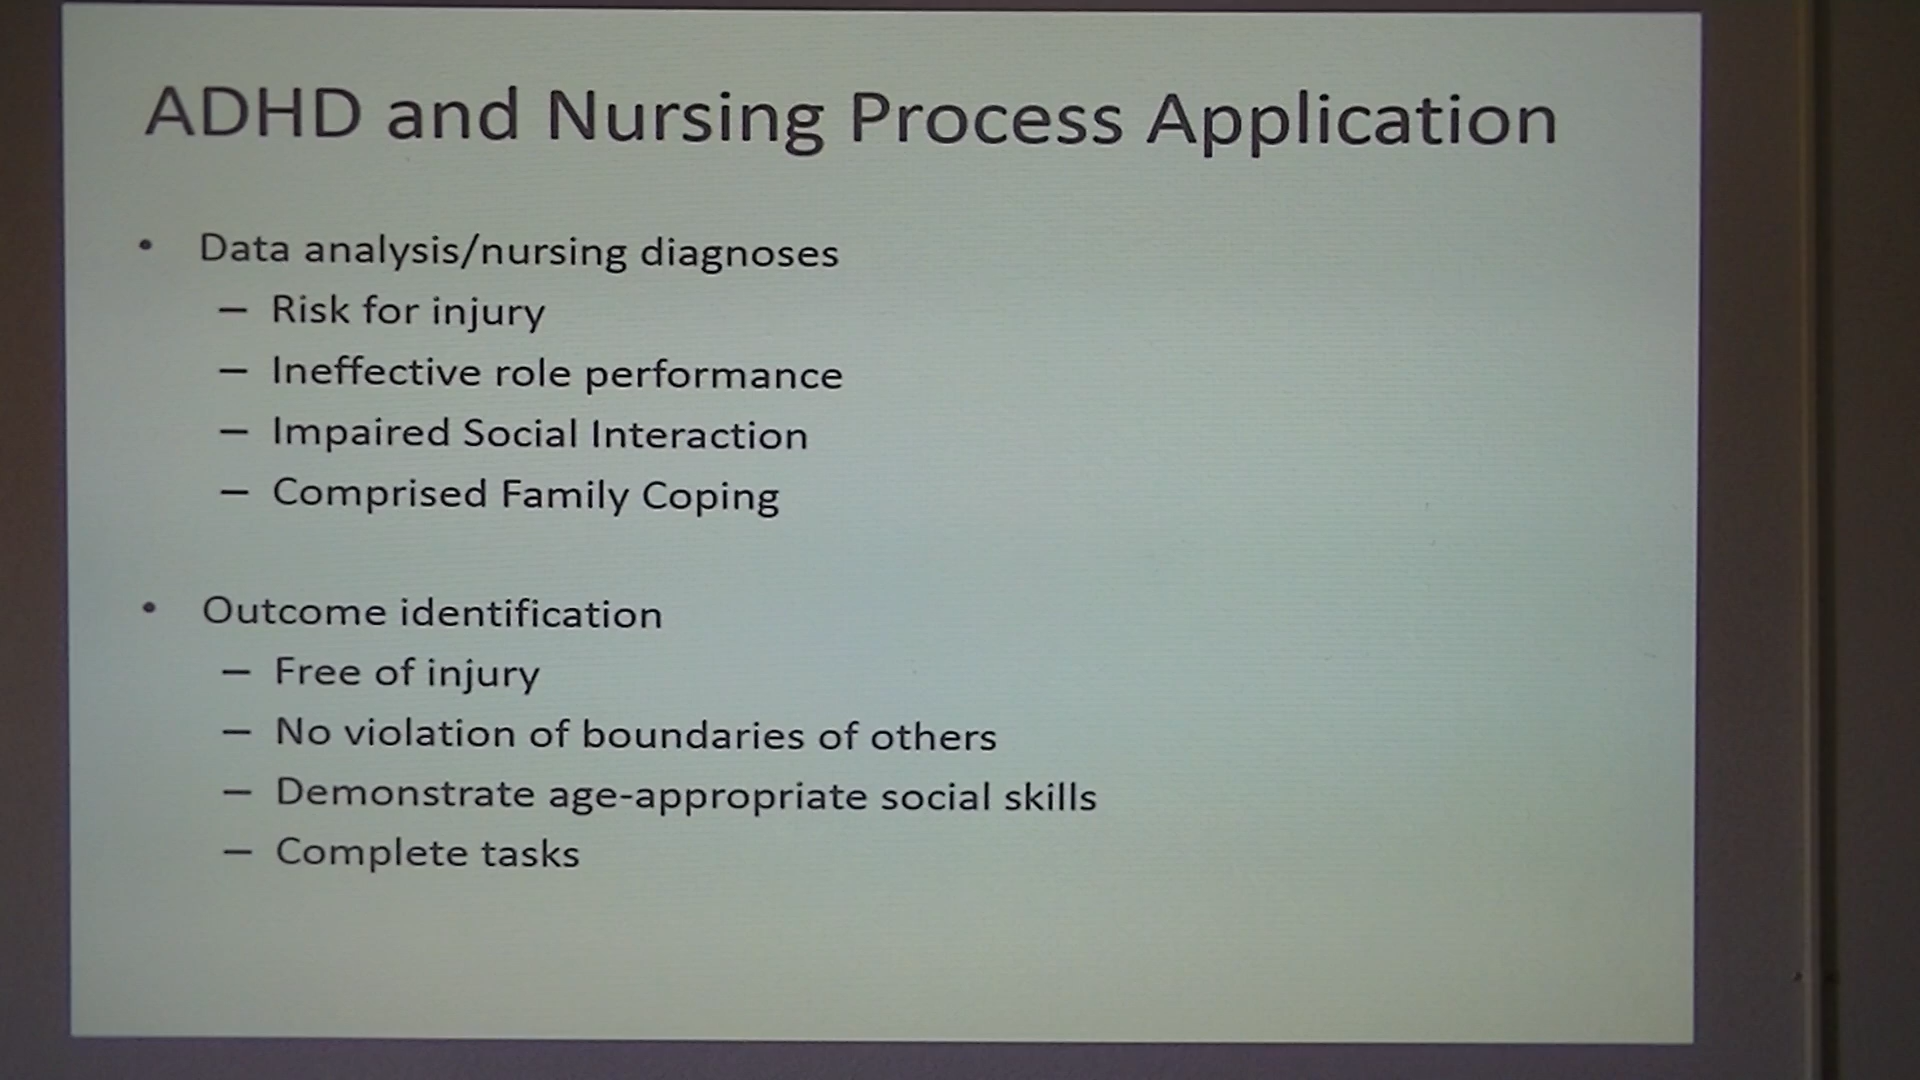 ADHD and Nursing Process Application
• Data analysis/nursing diagnoses
– Risk for injury
– Ineffective role performance
– Impaired Social Interaction
– Comprised Family Coping
• Outcome identification
– Free of injury
– No violation of boundaries of others
– Demonstrate age-appropriate social skills
– Complete tasks